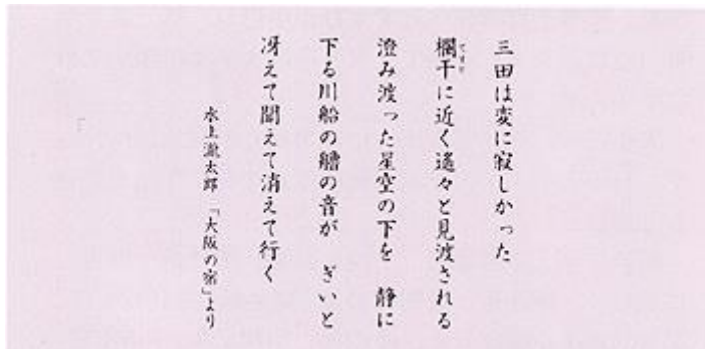 三田は変に寂しかった
欄干に近く遙々と見渡される
澄み渡った星空の下を 静に
下る川船の艪の音が ぎいと
冴えて聞えて消えて行く
水上瀧太郎 「大阪の宿」より